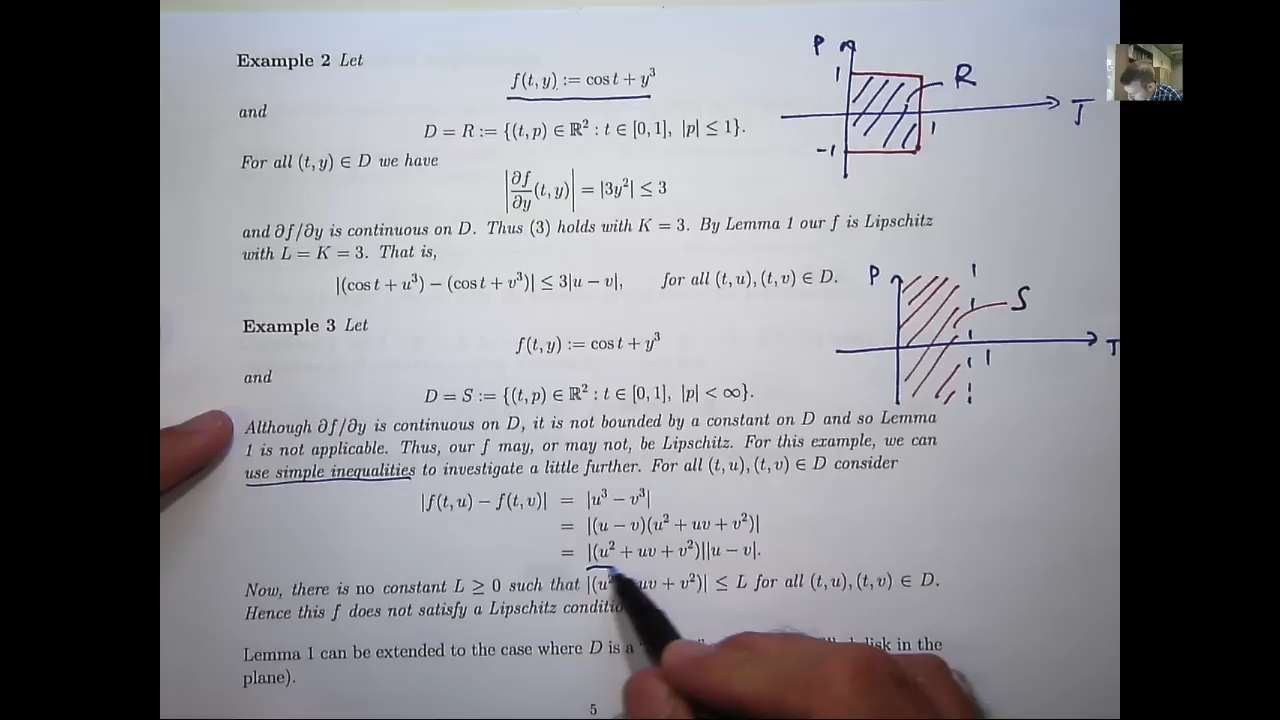 Example 2 Let
f(t, y) := cos t + y³
and
D = R := {(t, p) ∈ ℝ² : t ∈ [0, 1], |p| ≤ 1}.
For all (t, y) ∈ D we have
|∂f/∂y (t, y)| = |3y²| ≤ 3
and ∂f/∂y is continuous on D. Thus (3) holds with K = 3. By Lemma 1 our f is Lipschitz
with L = K = 3. That is,
|(cos t + u³) − (cos t + v³)| ≤ 3|u − v|, for all (t, u), (t, v) ∈ D.
Example 3 Let
f(t, y) := cos t + y³
and
D = S := {(t, p) ∈ ℝ² : t ∈ [0, 1], |p| < ∞}.
Although ∂f/∂y is continuous on D, it is not bounded by a constant on D and so Lemma
1 is not applicable. Thus, our f may, or may not, be Lipschitz. For this example, we can
use simple inequalities to investigate a little further. For all (t, u), (t, v) ∈ D consider
|f(t, u) − f(t, v)| = |u³ − v³|
= |(u − v)(u² + uv + v²)|
= |(u² + uv + v²)||u − v|.
Now, there is no constant L ≥ 0 such that |(u² uv + v²)| ≤ L for all (t, u), (t, v) ∈ D.
Hence this f does not satisfy a Lipschitz
Lemma 1 can be extended to the case where D is a disk in the
plane).
5
P
1
R
T
1
-1
P
1
S
T
1